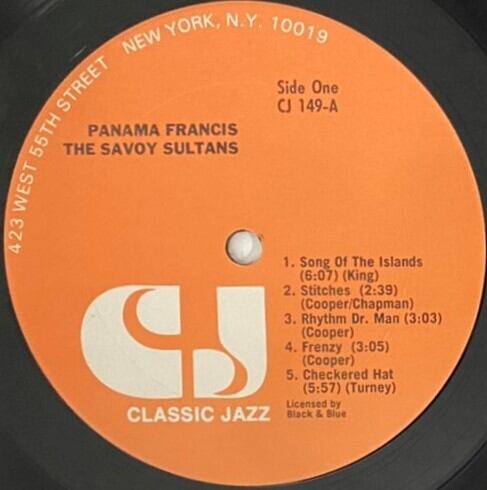 423 WEST 55TH STREET NEW YORK, N.Y. 10019
Side One
CJ 149-A
PANAMA FRANCIS
THE SAVOY SULTANS
1. Song Of The Islands
(6:07) (King)
2. Stitches (2:39)
(Cooper/Chapman)
3. Rhythm Dr. Man (3:03)
(Cooper)
4. Frenzy (3:05)
(Cooper)
5. Checkered Hat
(5:57) (Turney)
Licensed by
Black & Blue
CJ
CLASSIC JAZZ